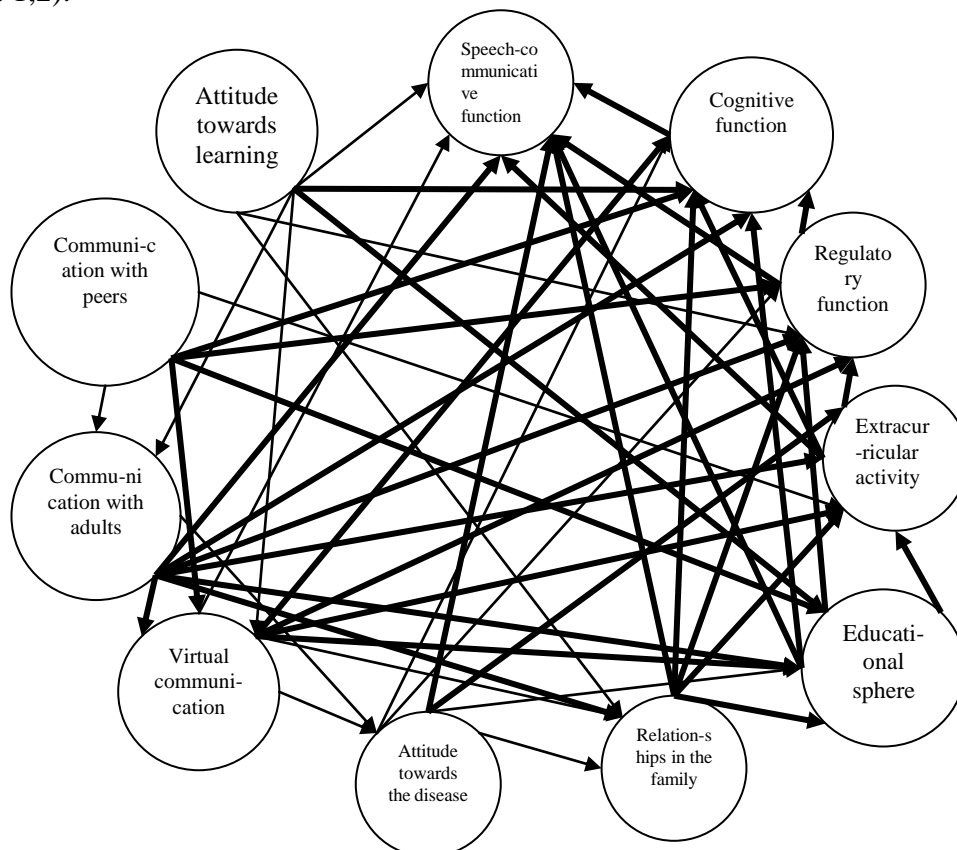 s 1,2).
Speech-co
mmunicati
ve
function
Attitude
towards
learning
Cognitive
function
Communi-c
ation with
peers
Regulato
ry
function
Extracur
-ricular
activity
Commu-ni
cation with
adults
Educati-
onal
sphere
Virtual
communi-
cation
Attitude
towards
the disease
Relation-s
hips in the
family